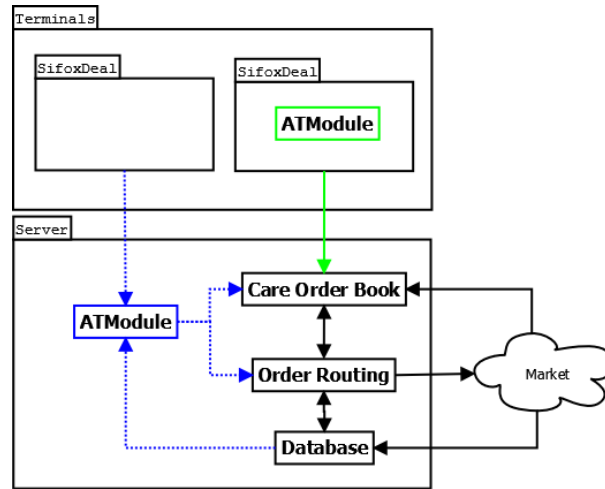 Terminals
SifoxDeal
SifoxDeal
ATModule
Server
Care Order Book
ATModule
Order Routing
Market
Database